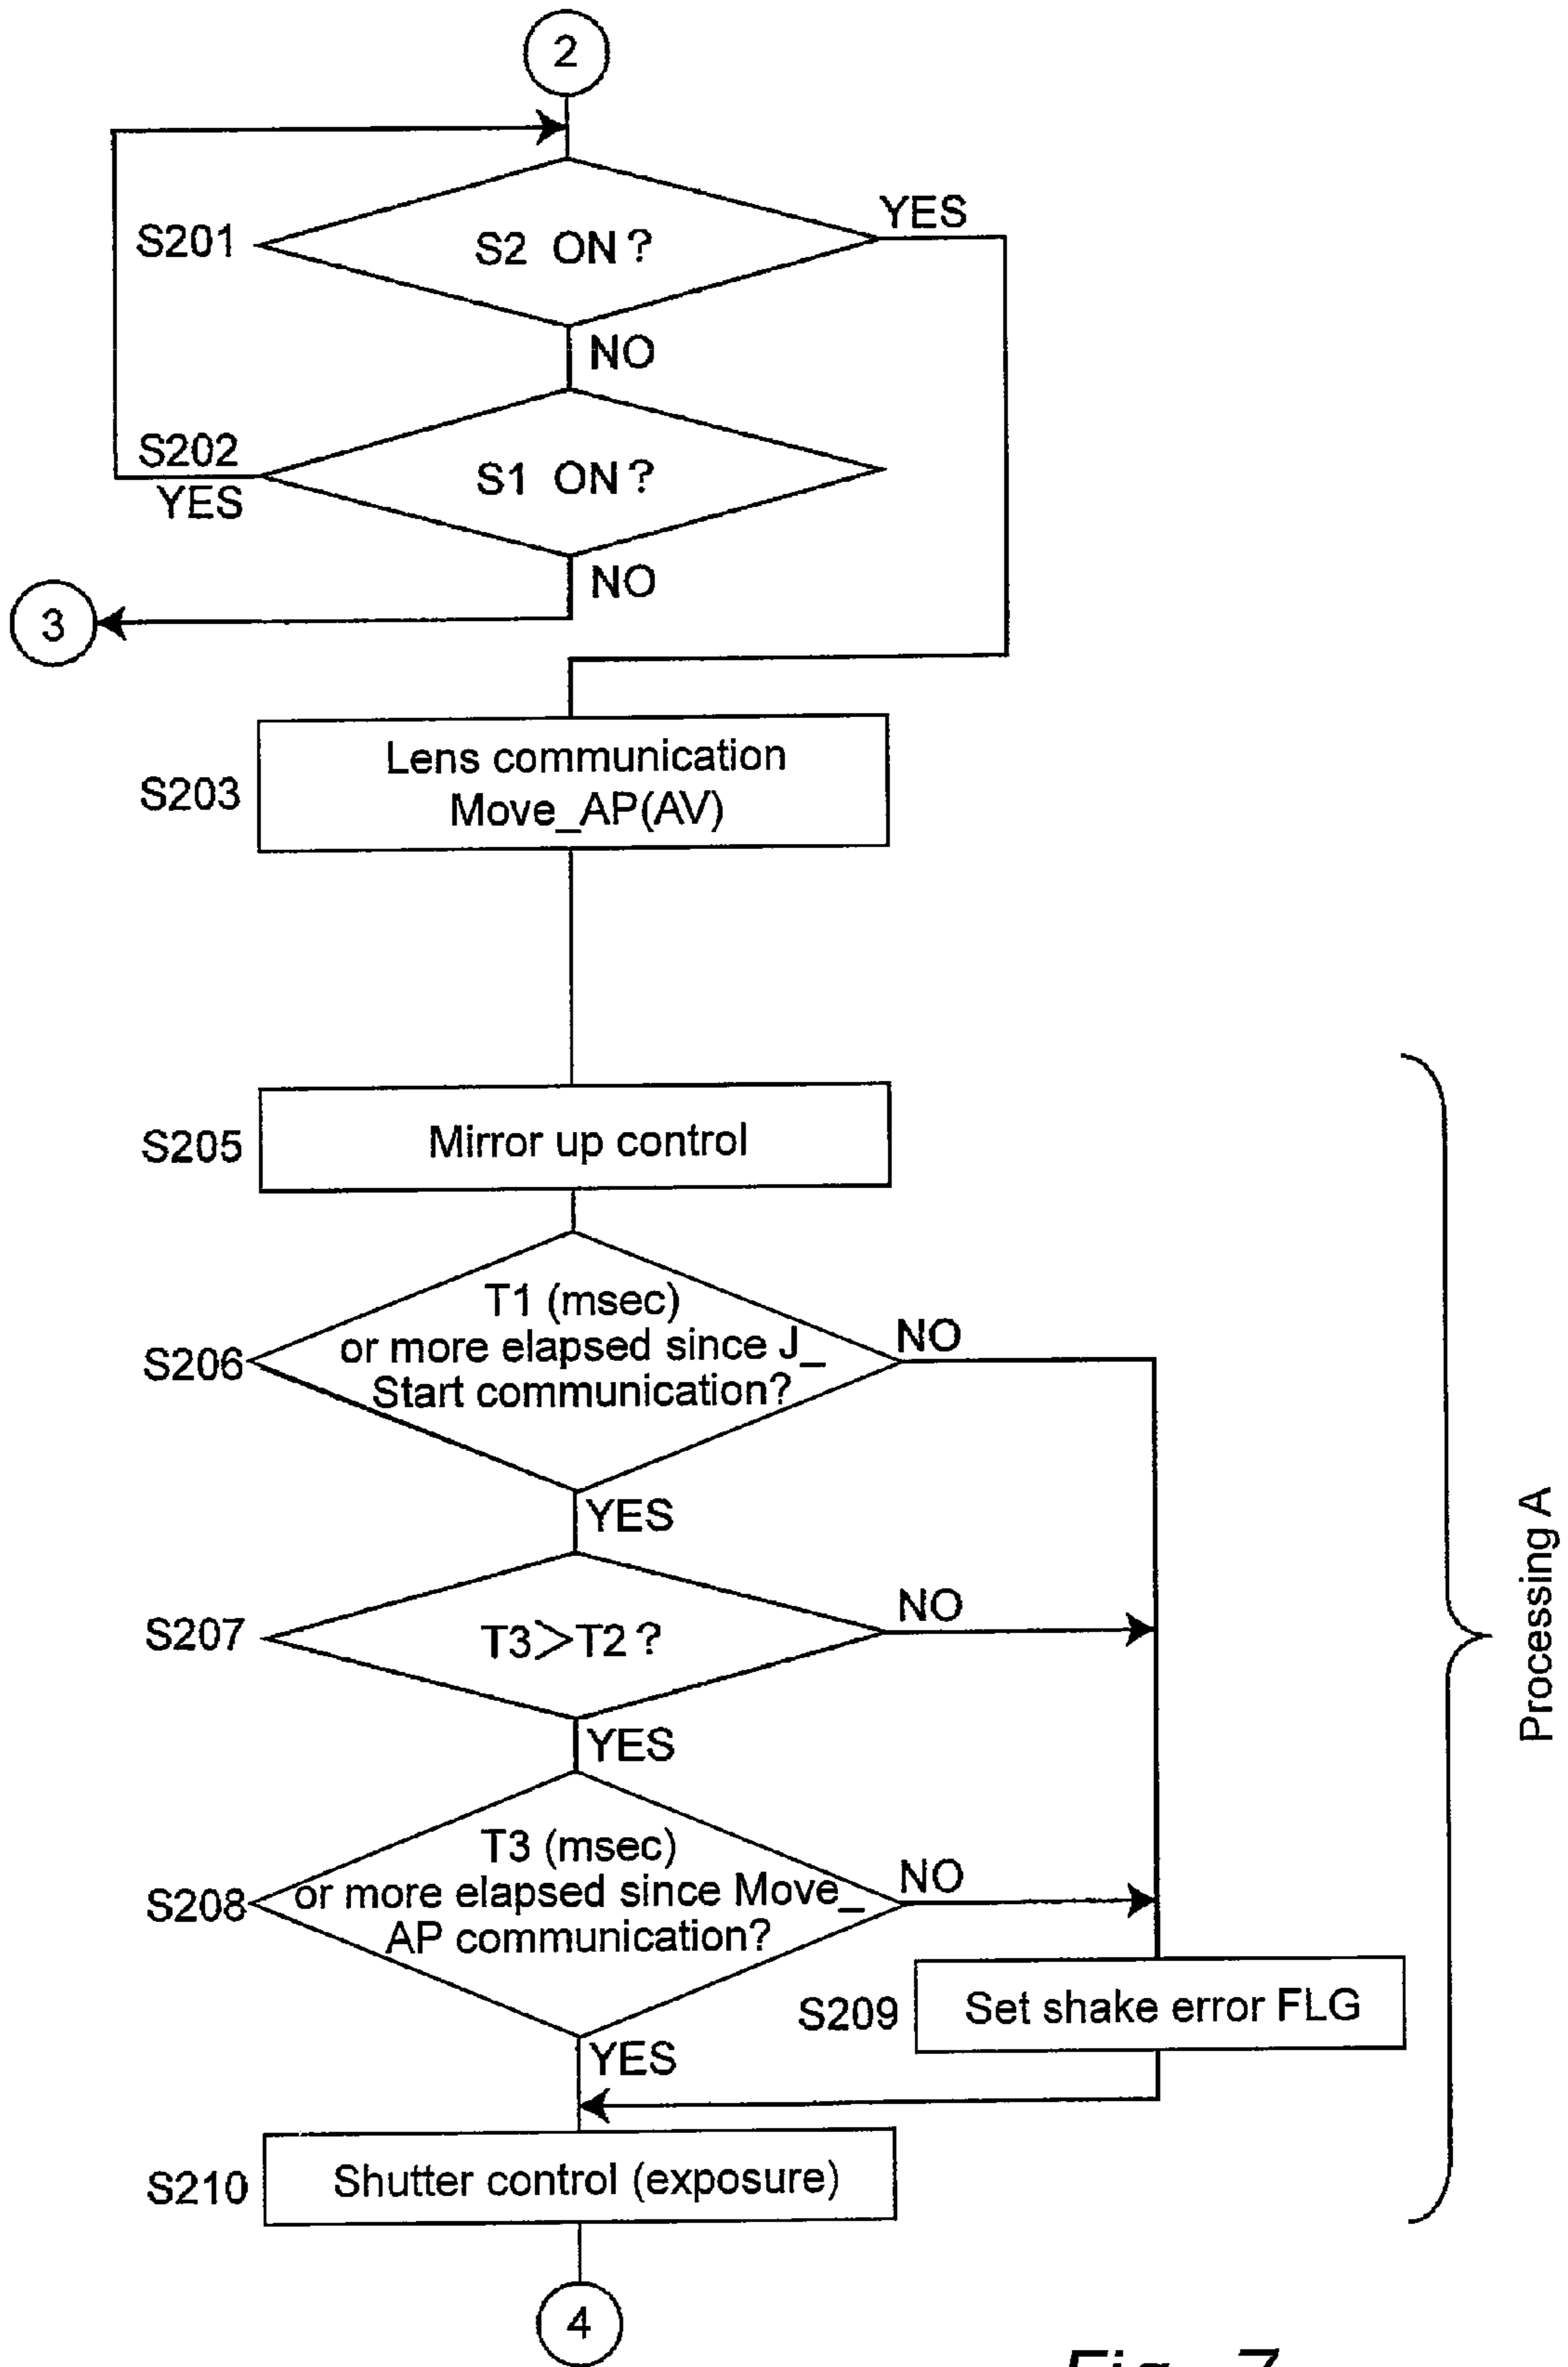 2
S201
S2 ON?
YES
NO
S202
YES
S1 ON?
NO
3
S203
Lens communication
Move_AP(AV)
S205
Mirror up control
S206
T1 (msec)
or more elapsed since J_
Start communication?
NO
YES
S207
T3>T2?
NO
YES
S208
T3 (msec)
or more elapsed since Move_
AP communication?
NO
S209
Set shake error FLG
YES
S210
Shutter control (exposure)
4
Processing A
Fig. 7